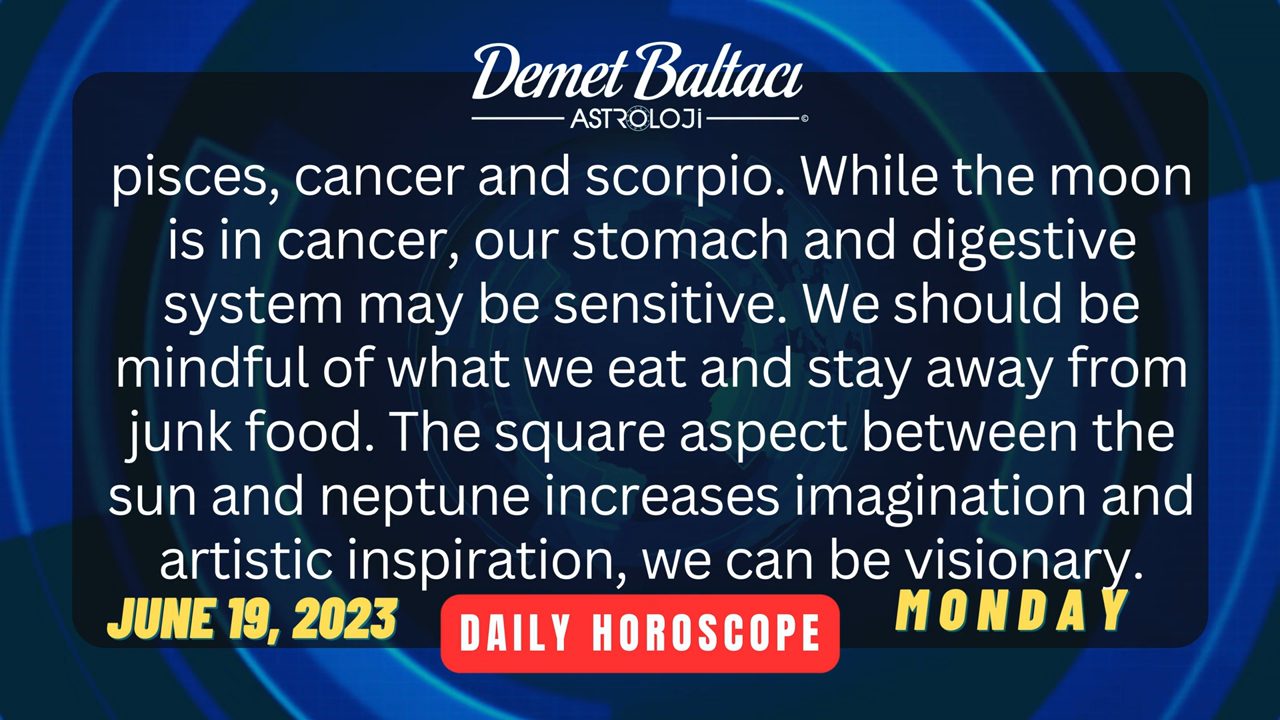 Demet Baltacı
ASTROLOJi ©
pisces, cancer and scorpio. While the moon
is in cancer, our stomach and digestive
system may be sensitive. We should be
mindful of what we eat and stay away from
junk food. The square aspect between the
sun and neptune increases imagination and
artistic inspiration, we can be visionary.
JUNE 19, 2023
DAILY HOROSCOPE
MONDAY